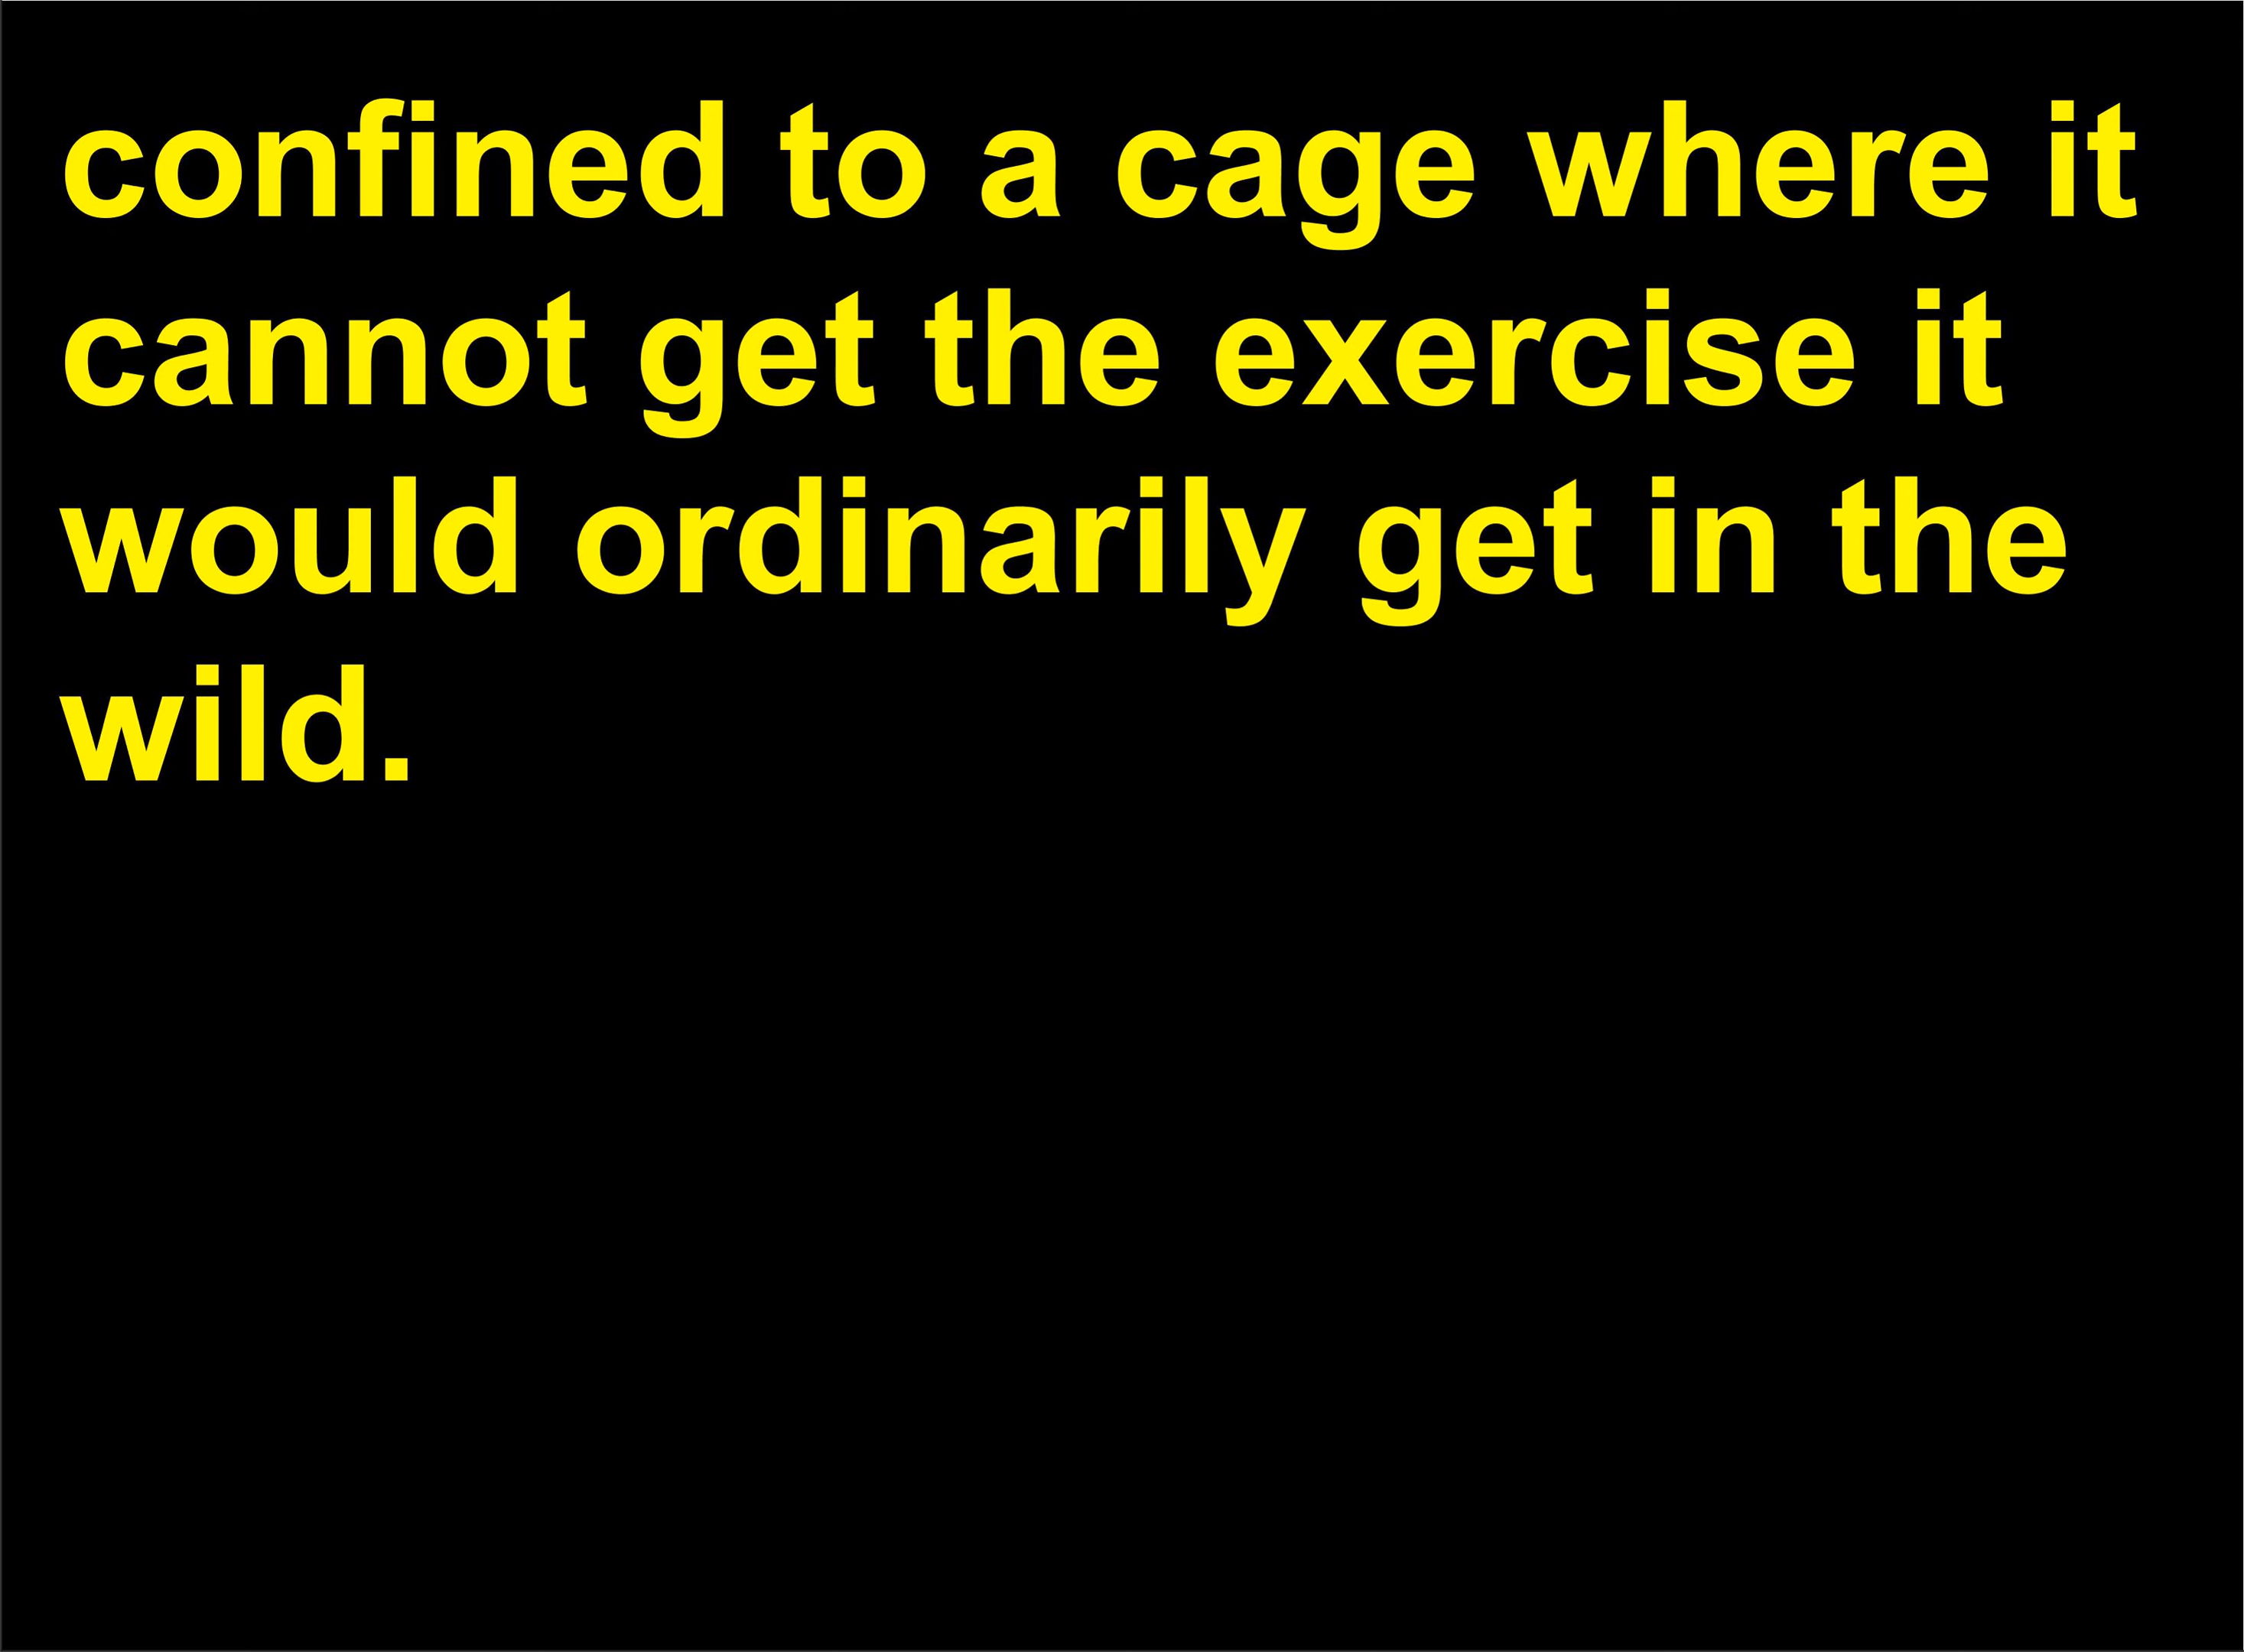 confined to a cage where it
cannot get the exercise it
would ordinarily get in the
wild.